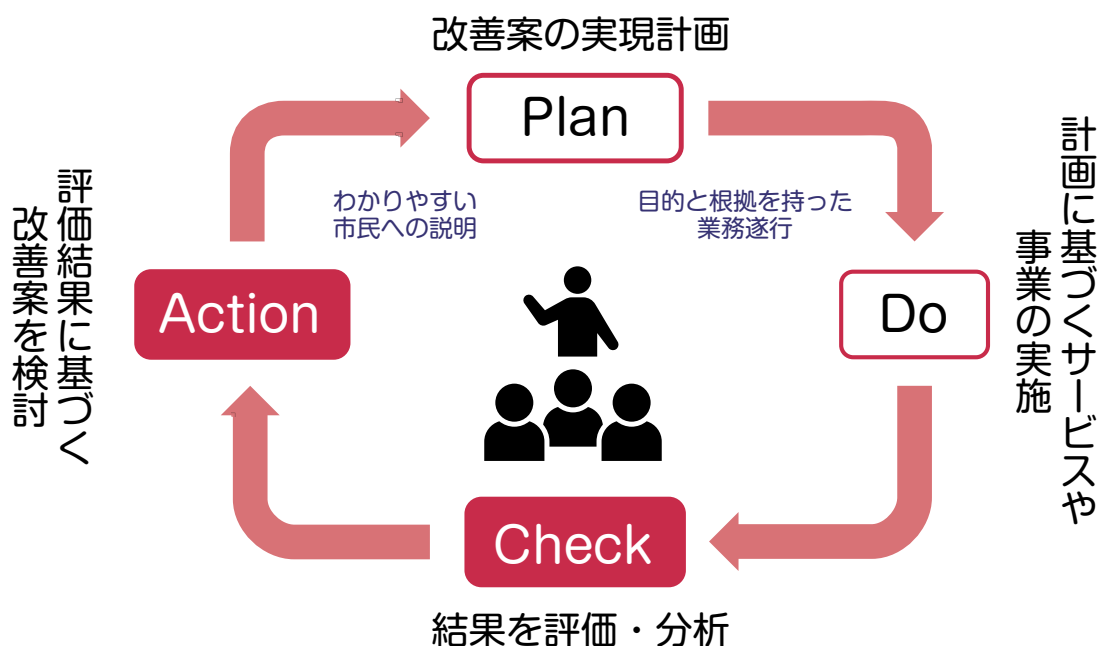 改善案の実現計画
Plan
わかりやすい
市民への説明
目的と根拠を持った
業務遂行
計画に基づくサービスや
事業の実施
Do
評価結果に基づく
改善案を検討
Action
Check
結果を評価・分析